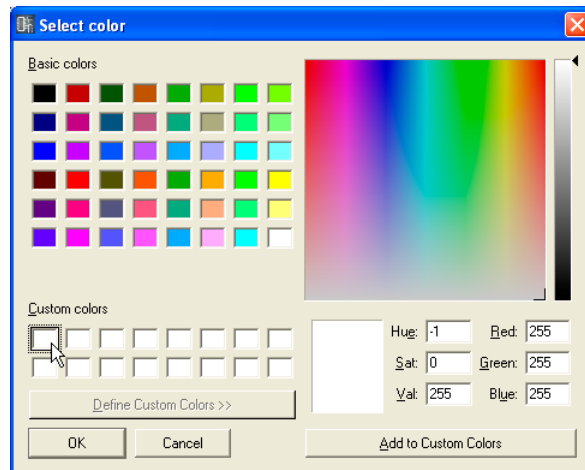 Select color
Basic colors
Custom colors
Define Custom Colors >>
OK Cancel
Hue: -1 Red: 255
Sat: 0 Green: 255
Val: 255 Blue: 255
Add to Custom Colors